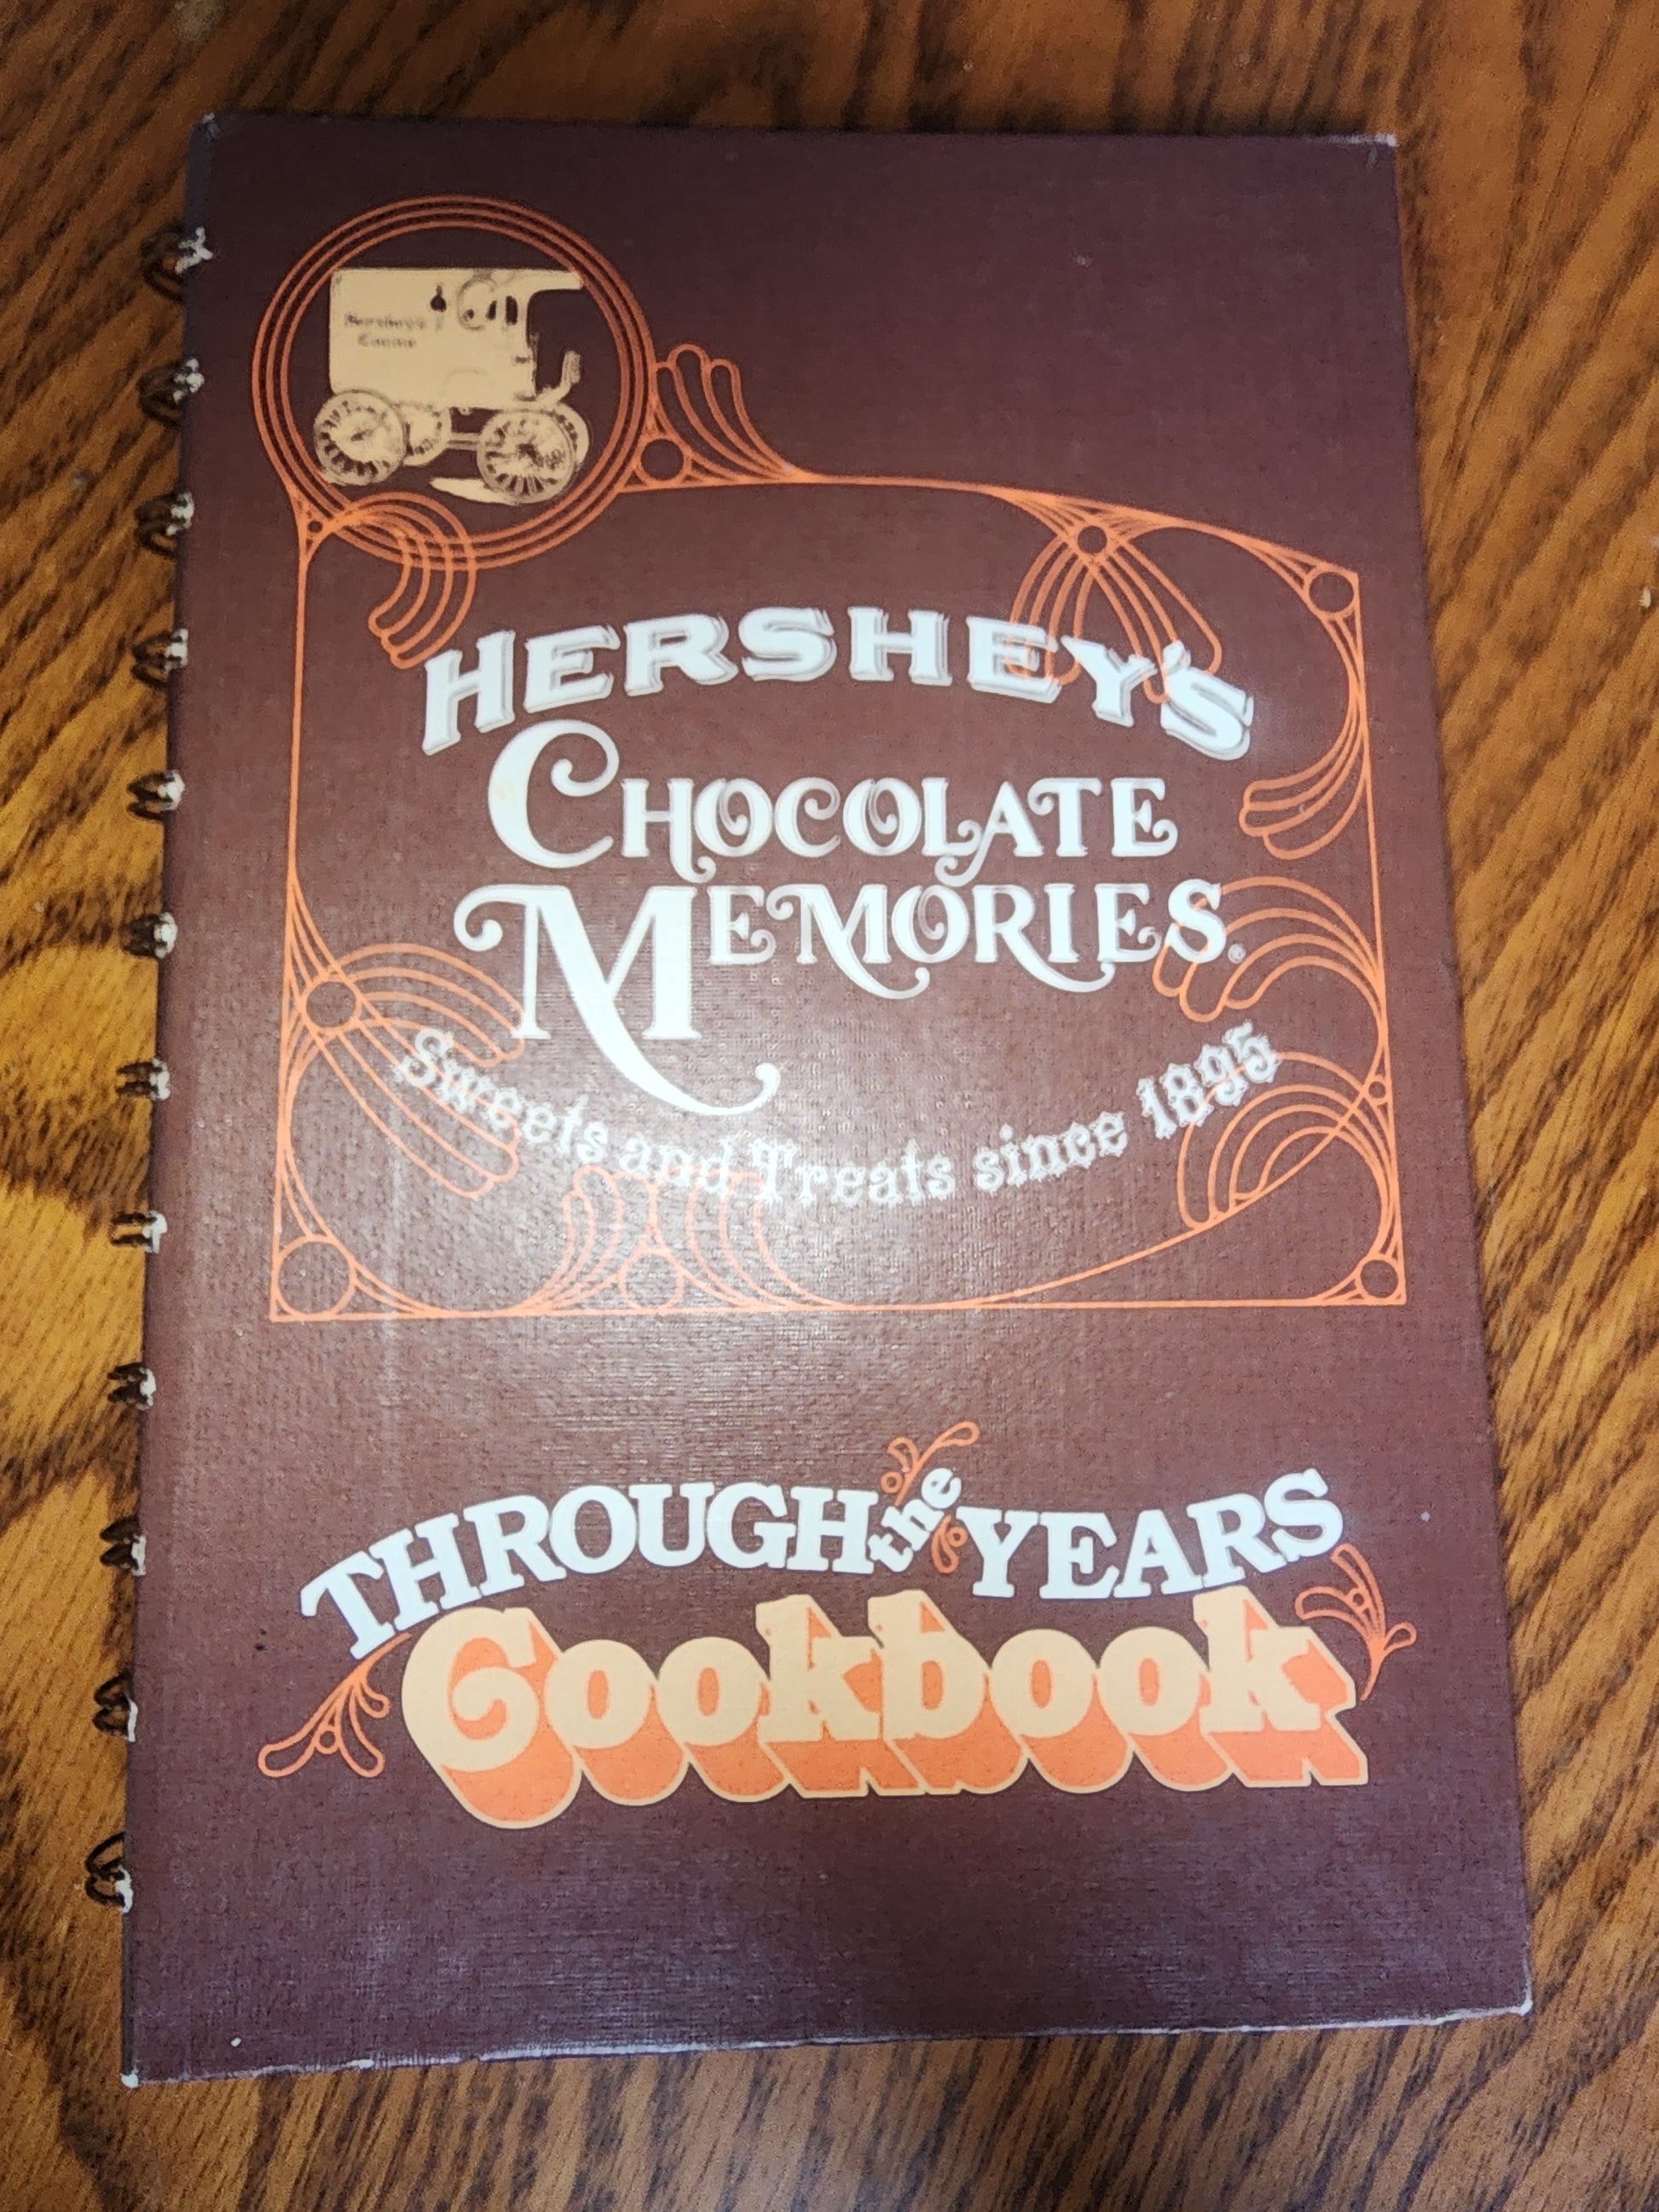 Hershey's
Cocoa
HERSHEY'S
CHOCOLATE
MEMORIES®
Sweets and Treats since 1895
THROUGH the YEARS
Cookbook